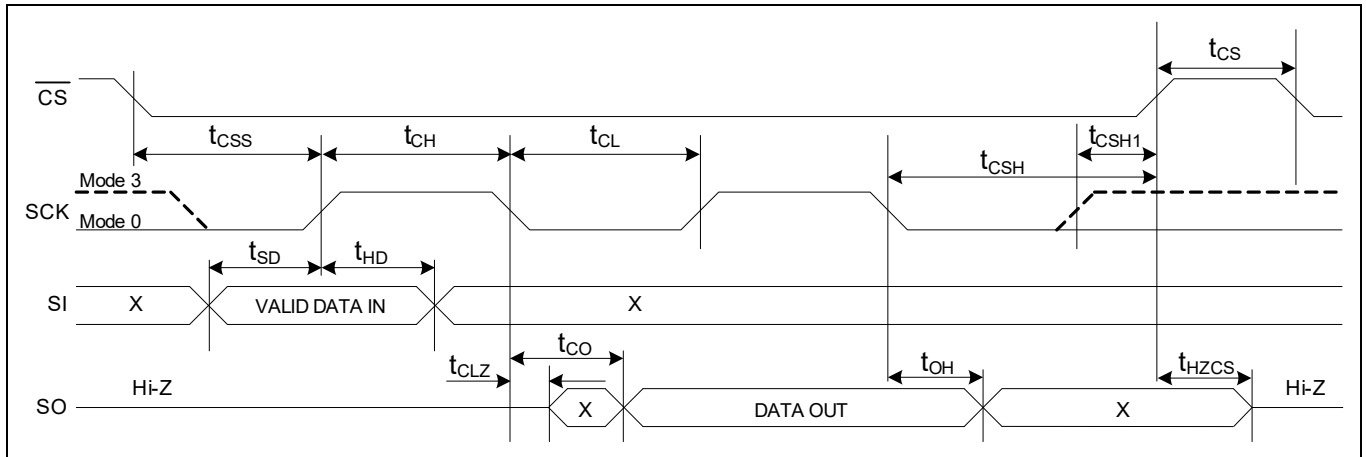 tCS
CS
tCSS tCH tCL tCSH tCSH1
Mode 3
SCK
Mode 0
tSD tHD
SI X VALID DATA IN X
tCLZ tCO tOH tHZCS
Hi-Z Hi-Z
SO X DATA OUT X